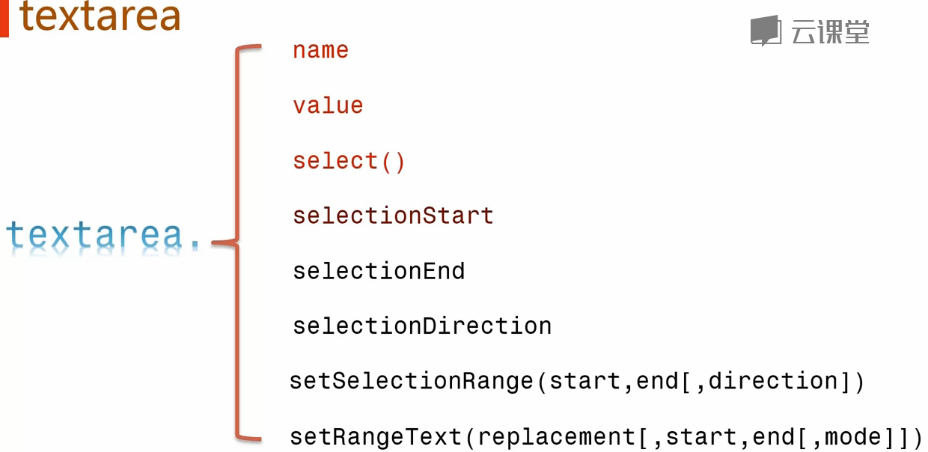 textarea
云课堂
name
value
select()
selectionStart
textarea.
selectionEnd
selectionDirection
setSelectionRange(start,end[,direction])
setRangeText(replacement[,start,end[,mode]])